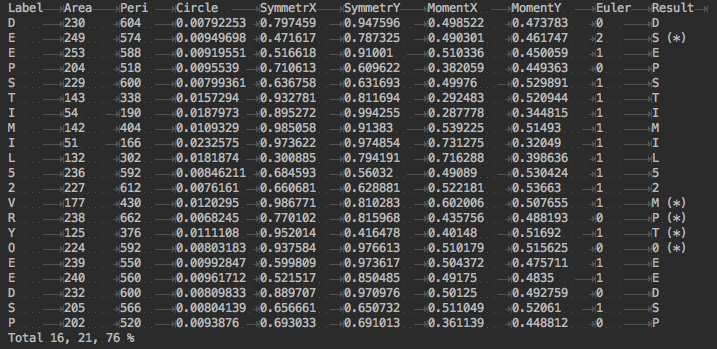 Label Area Peri Circle SymmetrX SymmetrY MomentX MomentY Euler Result
D 230 604 0.00792253 0.797459 0.947596 0.498522 0.473783 0 D
E 249 574 0.00949698 0.471617 0.787325 0.490301 0.461747 2 S (*)
E 253 588 0.00919551 0.516618 0.91001 0.510336 0.450059 1 E
P 204 518 0.0095539 0.710613 0.609622 0.382059 0.449363 0 P
S 229 600 0.00799361 0.636758 0.631693 0.49976 0.529891 1 S
T 143 338 0.0157294 0.932781 0.811694 0.292483 0.520944 1 T
I 54 190 0.0187973 0.895272 0.994255 0.287778 0.344815 1 I
M 142 404 0.0109329 0.985058 0.91383 0.539225 0.51493 1 M
I 51 166 0.0232575 0.973622 0.974854 0.731275 0.32049 1 I
L 132 302 0.0181874 0.300885 0.794191 0.716288 0.398636 1 L
5 236 592 0.00846211 0.684593 0.56032 0.49089 0.530424 1 5
2 227 612 0.0076161 0.660681 0.628881 0.522181 0.53663 1 2
V 177 430 0.0120295 0.986771 0.810283 0.602006 0.507655 1 M (*)
R 238 662 0.0068245 0.770102 0.815968 0.435756 0.488193 0 P (*)
Y 125 376 0.0111108 0.952014 0.416478 0.40148 0.51692 1 T (*)
O 224 592 0.00803183 0.937584 0.976613 0.510179 0.515625 0 0 (*)
E 239 550 0.00992847 0.599809 0.973617 0.504372 0.475711 1 E
E 240 560 0.00961712 0.521517 0.850485 0.49175 0.4835 1 E
D 232 600 0.00809833 0.889707 0.970976 0.50125 0.492759 0 D
S 205 566 0.00804139 0.656661 0.650732 0.511049 0.52061 1 S
P 202 520 0.0093876 0.693033 0.691013 0.361139 0.448812 0 P
Total 16, 21, 76 %